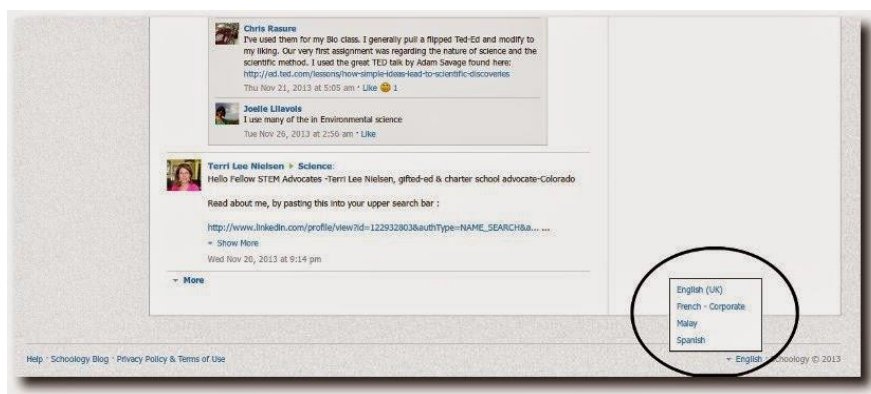 Chris Rasure
I've used them for my Bio class. I generally pull a flipped Ted-Ed and modify to
my liking. Our very first assignment was regarding the nature of science and the
scientific method. I used the great TED talk by Adam Savage found here:
http://ed.ted.com/lessons/how-simple-ideas-lead-to-scientific-discoveries
Thu Nov 21, 2013 at 5:05 am · Like 1
Joelle Lilavois
I use many of the in Environmental science
Tue Nov 26, 2013 at 2:56 am · Like
Terri Lee Nielsen ▸ Science:
Hello Fellow STEM Advocates -Terri Lee Nielsen, gifted-ed & charter school advocate-Colorado
Read about me, by pasting this into your upper search bar :
http://www.linkedin.com/profile/view?id=122932803&authType=NAME_SEARCH&a... ...
Show More
Wed Nov 20, 2013 at 9:14 pm
More
English (UK)
French - Corporate
Malay
Spanish
Help · Schoology Blog · Privacy Policy & Terms of Use
English · Schoology © 2013